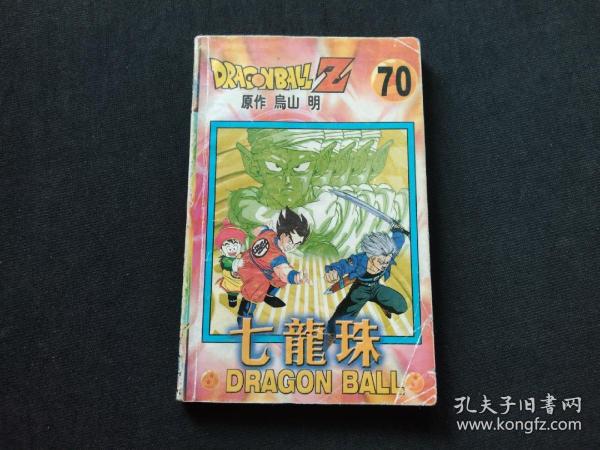 DRAGONBALL Z
70
原作 鳥山 明
七龍珠
DRAGON BALL
孔夫子旧書网
www.kongfz.com